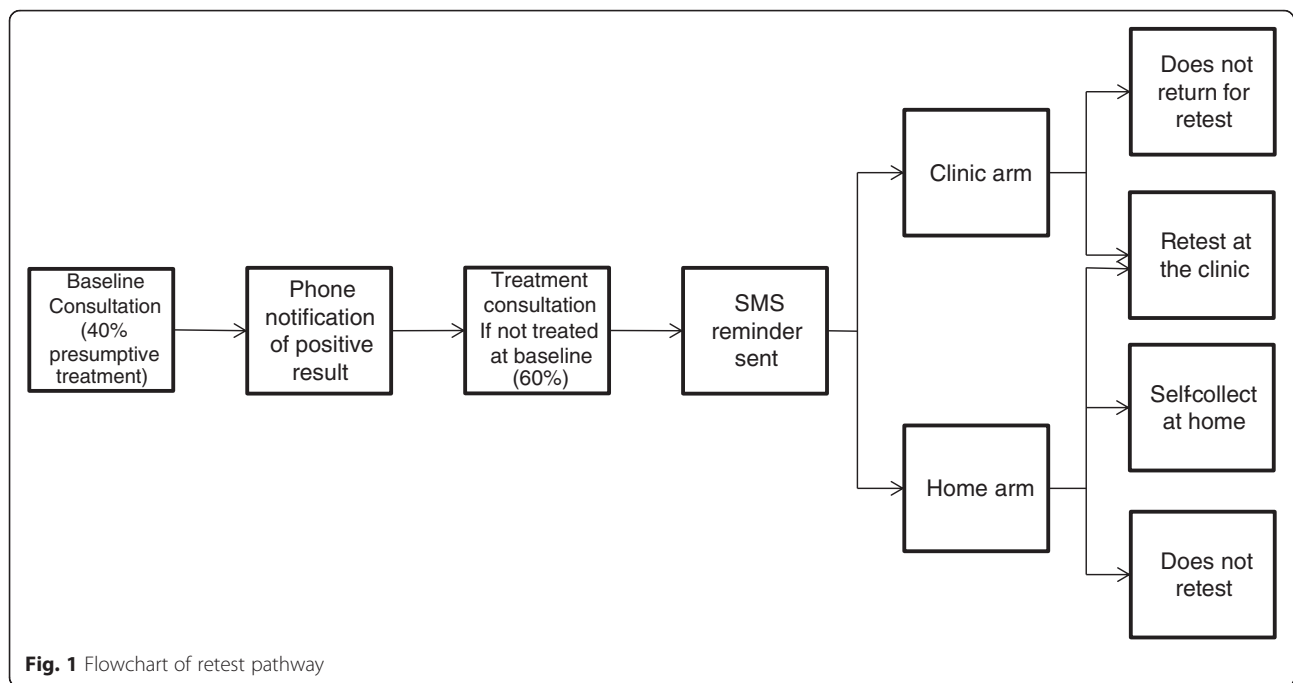 Baseline
Consultation
(40%
presumptive
treatment)
Phone
notification
of positive
result
Treatment
consultation
If not treated
at baseline
(60%)
SMS
reminder
sent
Clinic arm
Home arm
Does not
return for
retest
Retest at
the clinic
Self-collect
at home
Does not
retest
Fig. 1 Flowchart of retest pathway